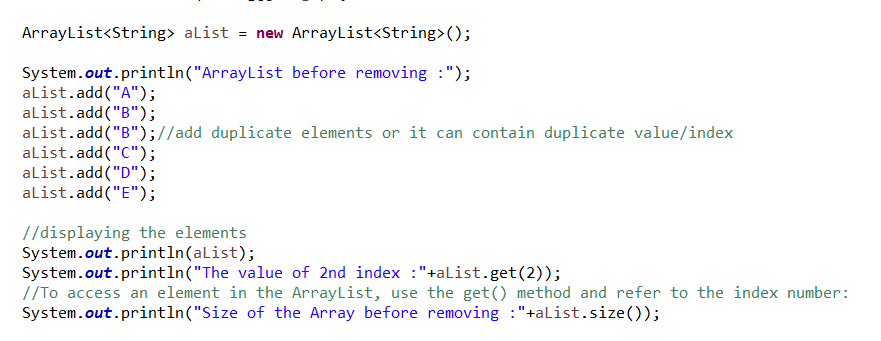 ArrayList<String> aList = new ArrayList<String>();
System.out.println("ArrayList before removing :");
aList.add("A");
aList.add("B");
aList.add("B");//add duplicate elements or it can contain duplicate value/index
aList.add("C");
aList.add("D");
aList.add("E");
//displaying the elements
System.out.println(aList);
System.out.println("The value of 2nd index :"+aList.get(2));
//To access an element in the ArrayList, use the get() method and refer to the index number:
System.out.println("Size of the Array before removing :"+aList.size());